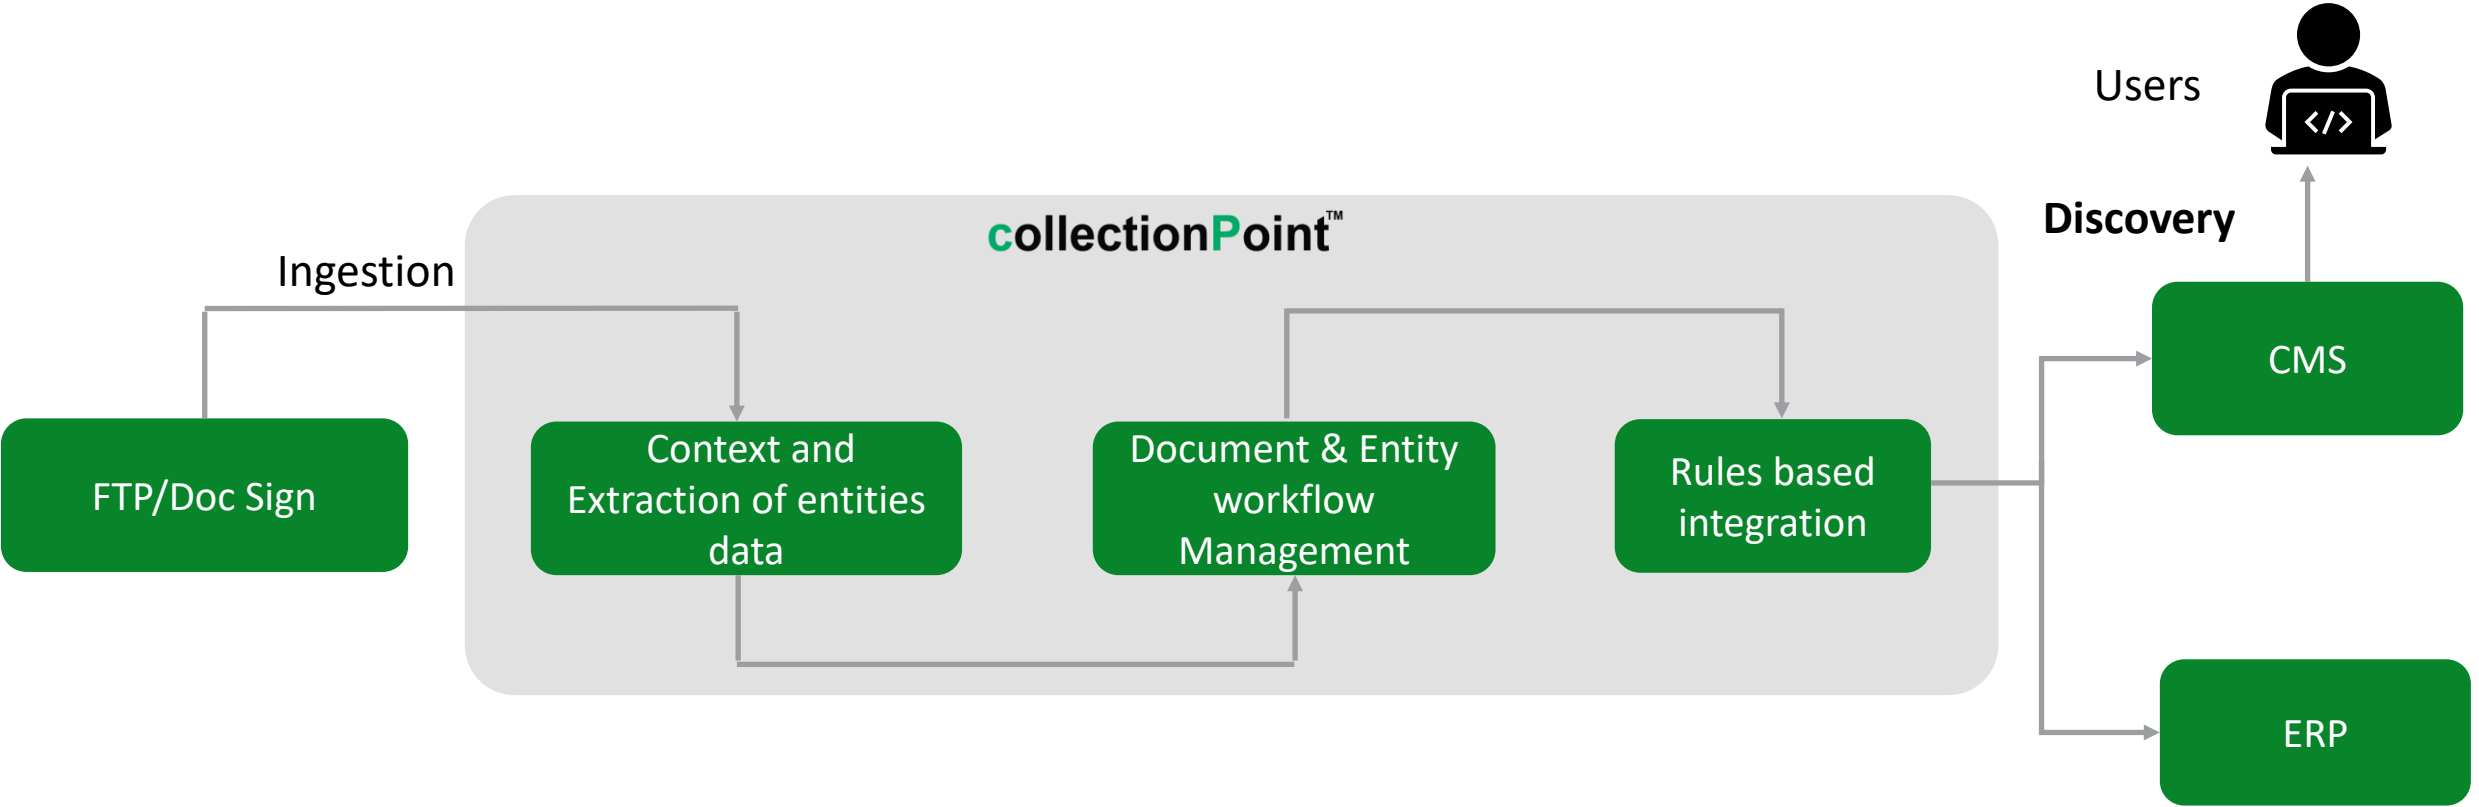 Users
</>
Discovery
collectionPoint™
Ingestion
FTP/Doc Sign
Context and
Extraction of entities
data
Document & Entity
workflow
Management
Rules based
integration
CMS
ERP